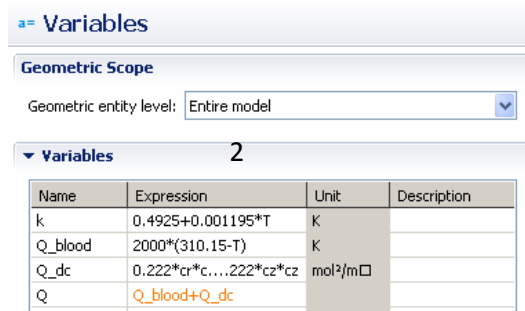 a= Variables
Geometric Scope
Geometric entity level: Entire model
Variables 2
Name Expression Unit Description
k 0.4925+0.001195*T K
Q_blood 2000*(310.15-T) K
Q_dc 0.222*cr*c....222*cz*cz mol²/m□
Q Q_blood+Q_dc